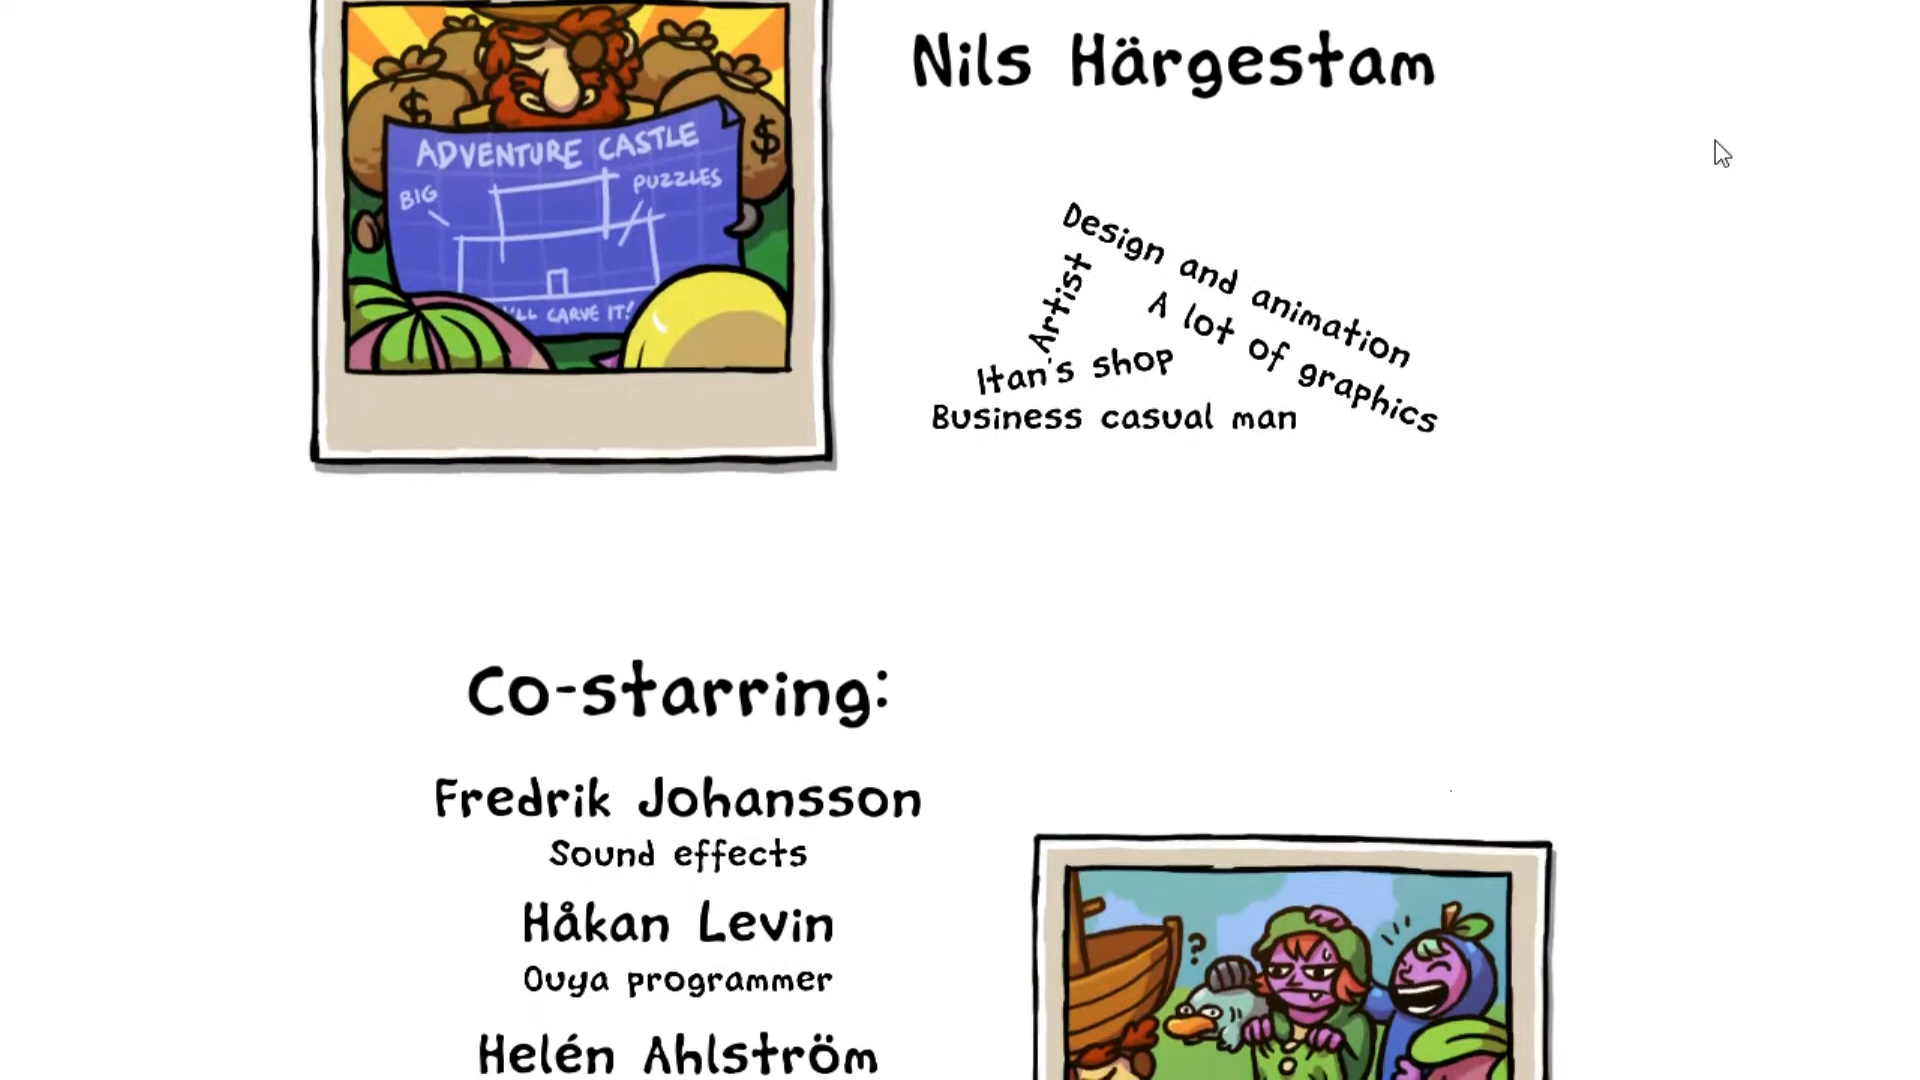 Nils Härgestam
$
$
ADVENTURE CASTLE
BIG
PUZZLES
'LL CARVE IT!
Design and animation
Artist
A lot of graphics
Itan's shop
Business casual man
Co-starring:
Fredrik Johansson
Sound effects
Håkan Levin
Ouya programmer
?
Helén Ahlström